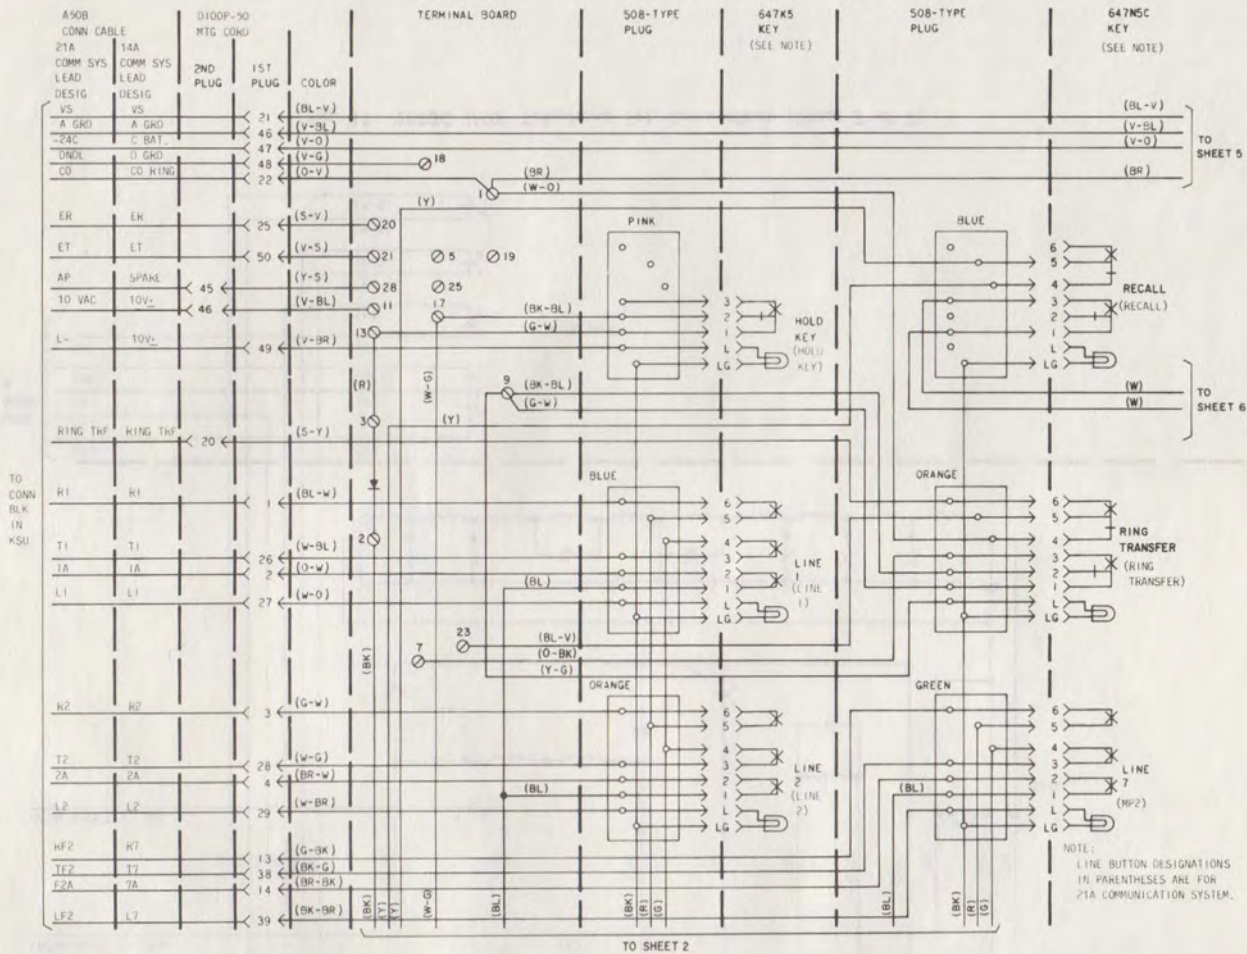 A50B
CONN CABLE
D100P-50
MTG CORD
TERMINAL BOARD
508-TYPE
PLUG
647K5
KEY
(SEE NOTE)
508-TYPE
PLUG
647N5C
KEY
(SEE NOTE)
21A
COMM SYS
LEAD
DESIG
14A
COMM SYS
LEAD
DESIG
2ND
PLUG
1ST
PLUG
COLOR
VS VS 21 (BL-V) (BL-V)
A GRD A GRD 46 (V-BL) (V-BL)
-24C C BAT. 47 (V-O) (V-O)
DNDL D GRD 48 (V-G) 18
CO CO RING 22 (O-V) 1 (BR) (BR)
(W-O)
(Y)
TO
SHEET 5
PINK
BLUE
ER ER 25 (S-V) 20
ET ET 50 (V-S) 21 5 19
AP SPARE 45 (Y-S) 28 25
10 VAC 10V~ 46 (V-BL) 11 17 (BK-BL)
13 (G-W)
L- 10V~ 49 (V-BR)
3
2
1
L
LG
HOLD
KEY
(HOLD
KEY)
6
5
4
3
2
1
L
LG
RECALL
(RECALL)
(R)
(W-G)
9 (BK-BL)
(G-W)
(W)
(W)
TO
SHEET 6
3 (Y)
RING TRF RING TRF 20 (S-Y)
TO
CONN
BLK
IN
KSU
BLUE
ORANGE
R1 R1 1 (BL-W)
2
T1 T1 26 (W-BL)
1A 1A 2 (O-W)
(BL)
L1 L1 27 (W-O)
6
5
4
3
2
1
L
LG
LINE
1
(LINE
1)
6
5
4
3
2
1
L
LG
RING
TRANSFER
(RING
TRANSFER)
(BK)
23 (BL-V)
7 (O-BK)
(Y-G)
ORANGE
GREEN
R2 R2 3 (G-W)
T2 T2 28 (W-G)
2A 2A 4 (BR-W)
(BL)
(BL)
L2 L2 29 (W-BR)
6
5
4
3
2
1
L
LG
LINE
2
(LINE
2)
6
5
4
3
2
1
L
LG
LINE
7
(MP2)
RF2 R7 13 (G-BK)
TF2 T7 38 (BK-G)
F2A 7A 14 (BR-BK)
LF2 L7 39 (BK-BR)
(BK)
(Y)
(Y)
(W-G)
(BL)
(BK)
(R)
(G)
(BL)
(BK)
(R)
(G)
NOTE:
LINE BUTTON DESIGNATIONS
IN PARENTHESES ARE FOR
21A COMMUNICATION SYSTEM.
TO SHEET 2